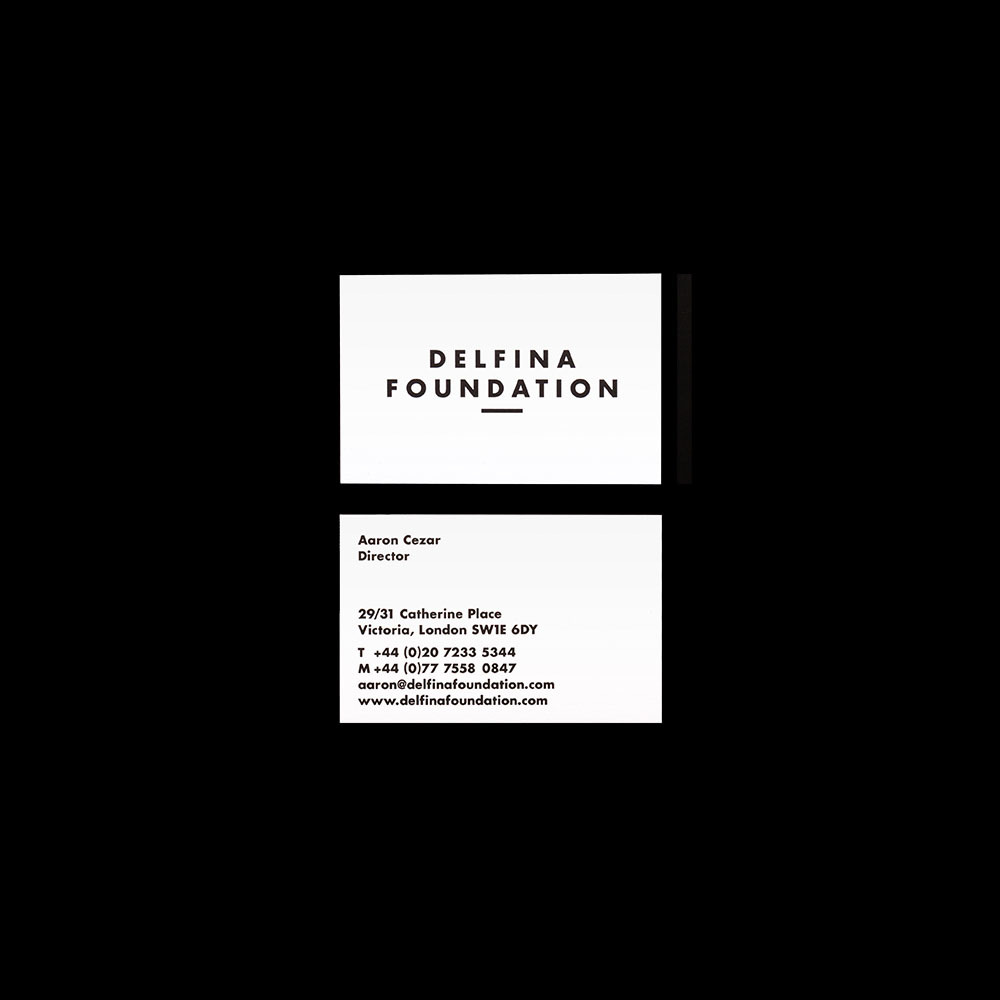 DELFINA
FOUNDATION
Aaron Cezar
Director
29/31 Catherine Place
Victoria, London SW1E 6DY
T +44 (0)20 7233 5344
M +44 (0)77 7558 0847
aaron@delfinafoundation.com
www.delfinafoundation.com